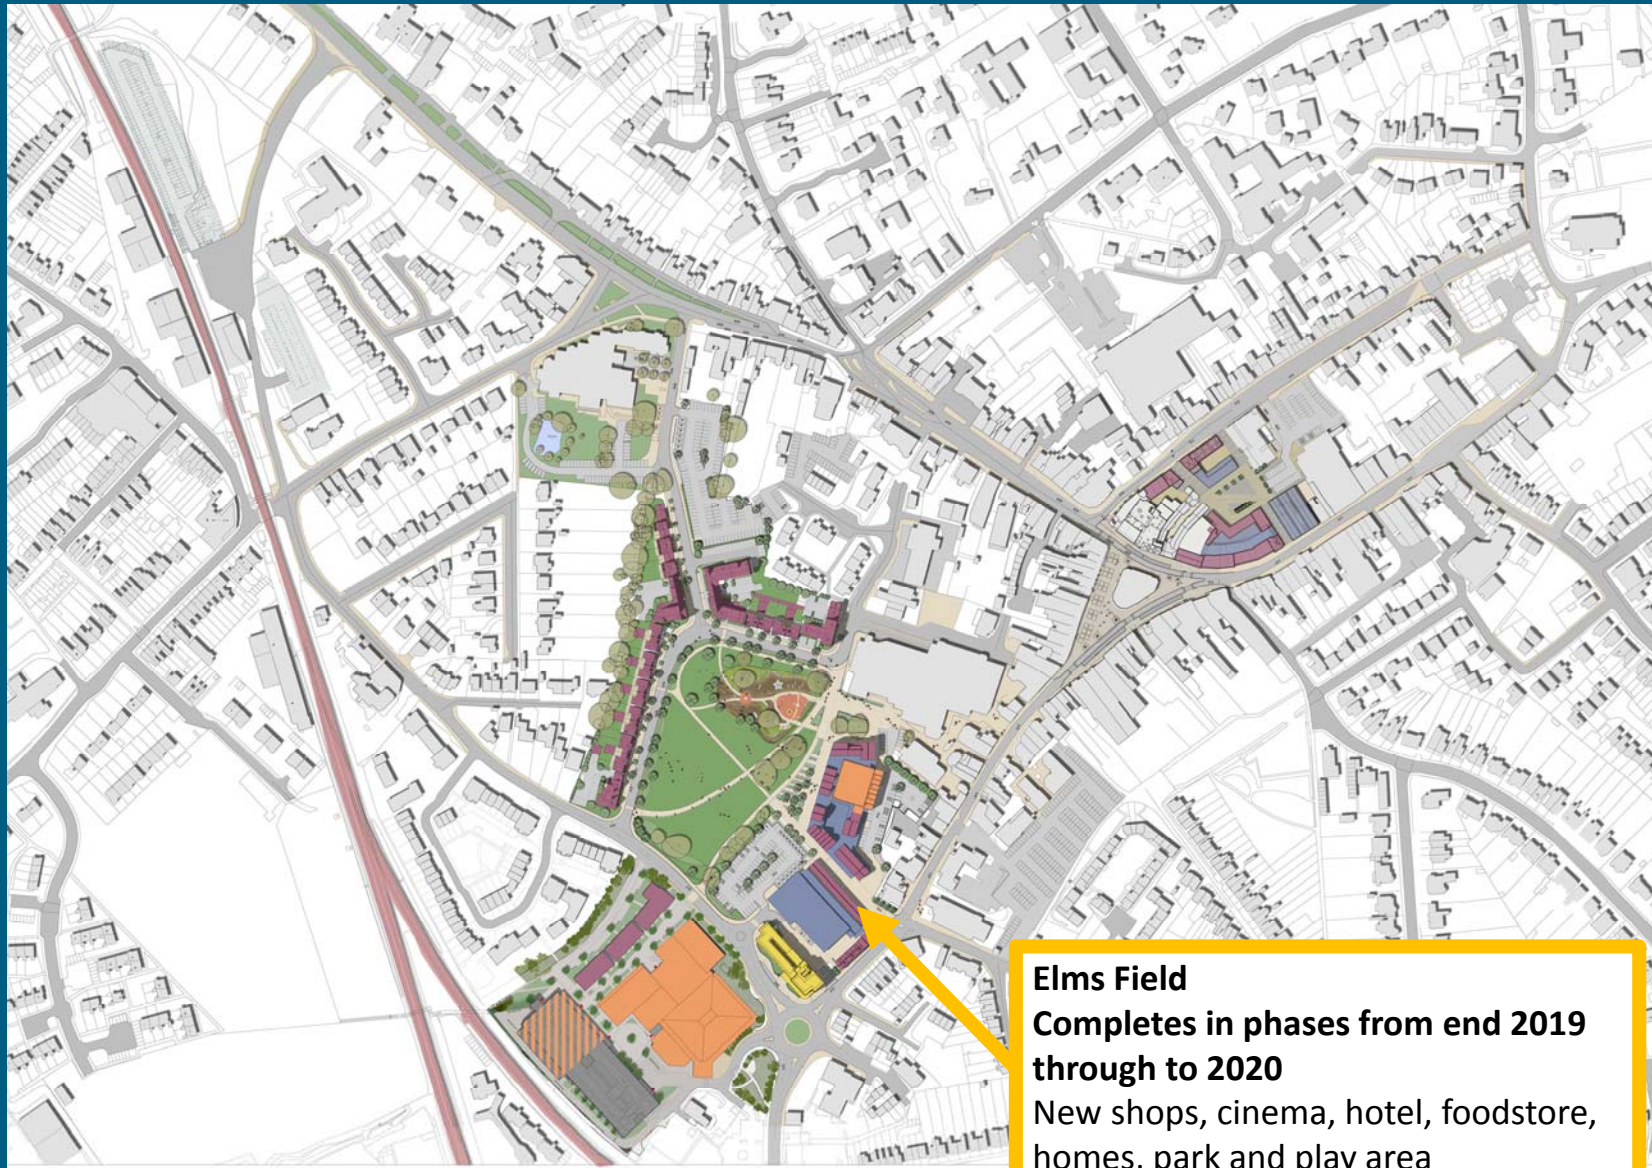 Elms Field
Completes in phases from end 2019
through to 2020
New shops, cinema, hotel, foodstore,
homes, park and play area